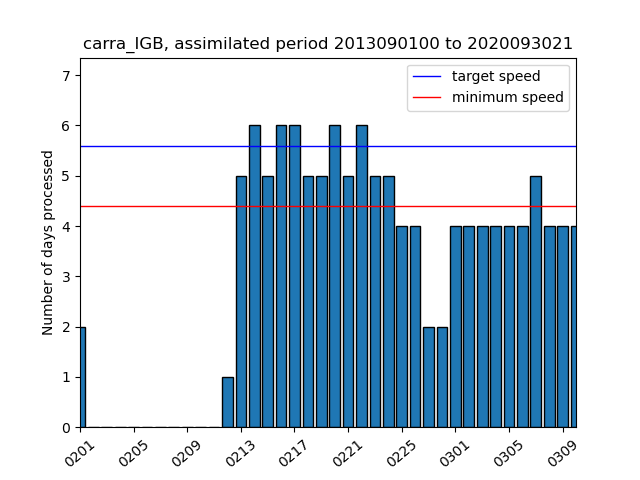 carra_IGB, assimilated period 2013090100 to 2020093021
target speed
minimum speed
Number of days processed
7
6
5
4
3
2
1
0
0201 0205 0209 0213 0217 0221 0225 0301 0305 0309